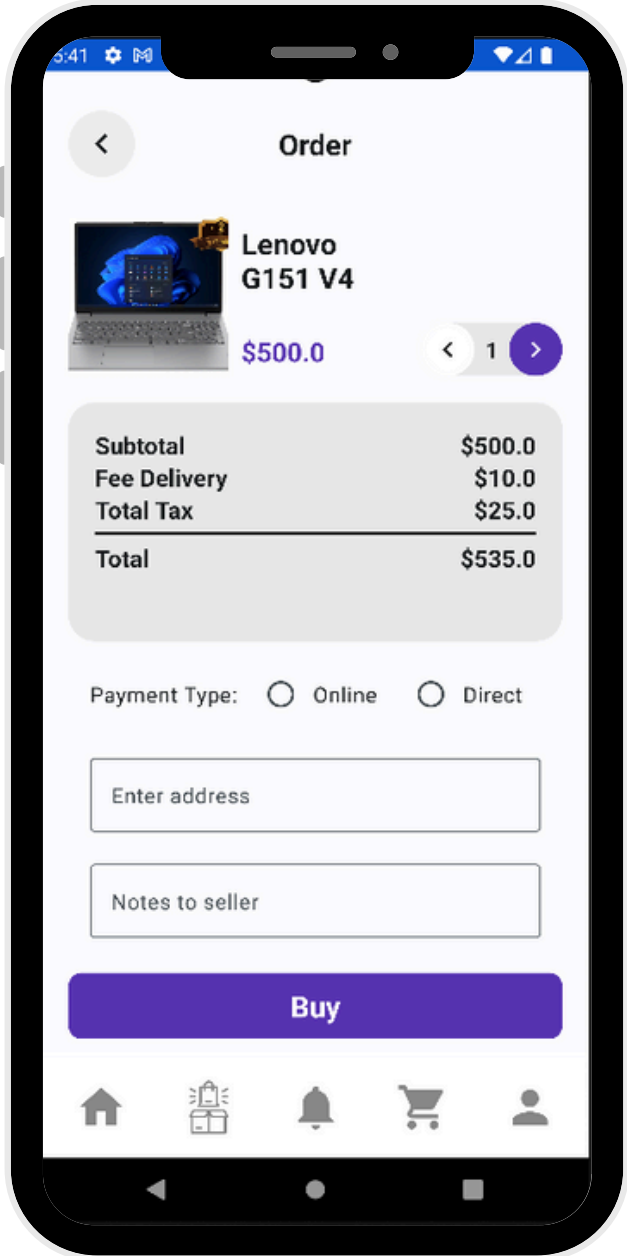 5:41
Order
Lenovo
G151 V4
$500.0
1
Subtotal $500.0
Fee Delivery $10.0
Total Tax $25.0
Total $535.0
Payment Type: Online Direct
Enter address
Notes to seller
Buy